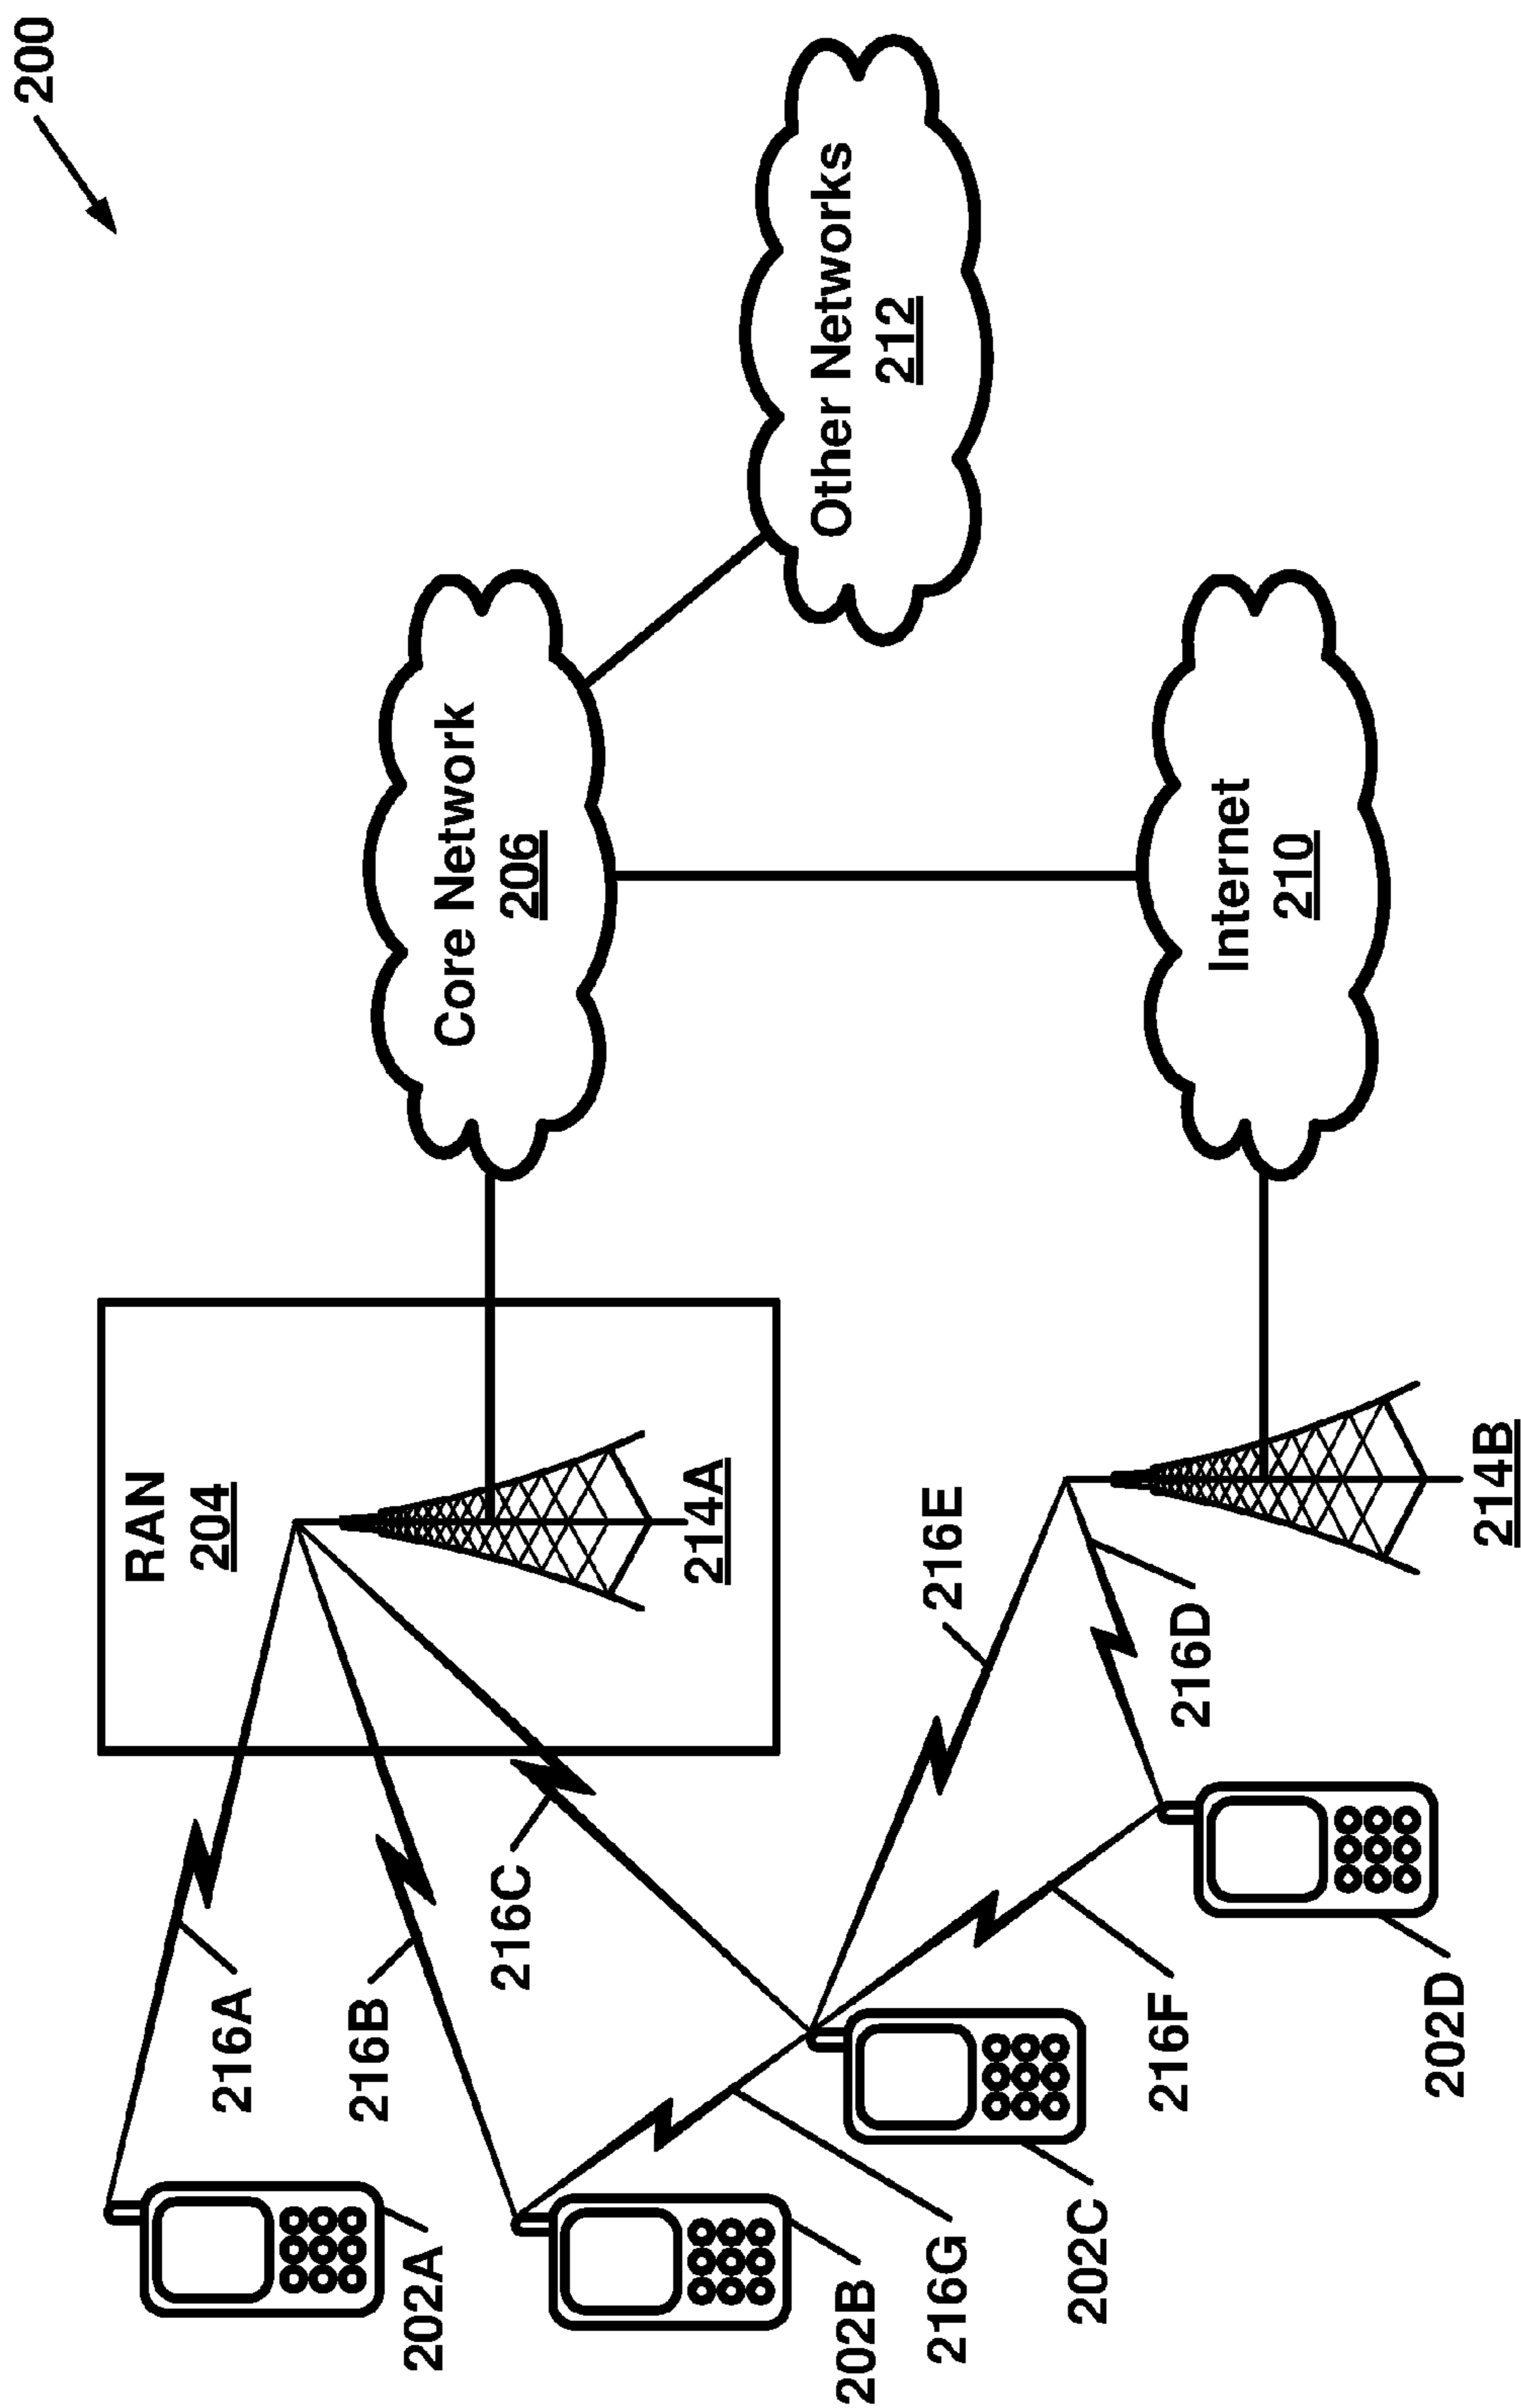 200
RAN
204
214A
Core Network
206
Other Networks
212
Internet
210
214B
216A
216B
216C
216E
216D
216F
216G
202A
202B
202C
202D